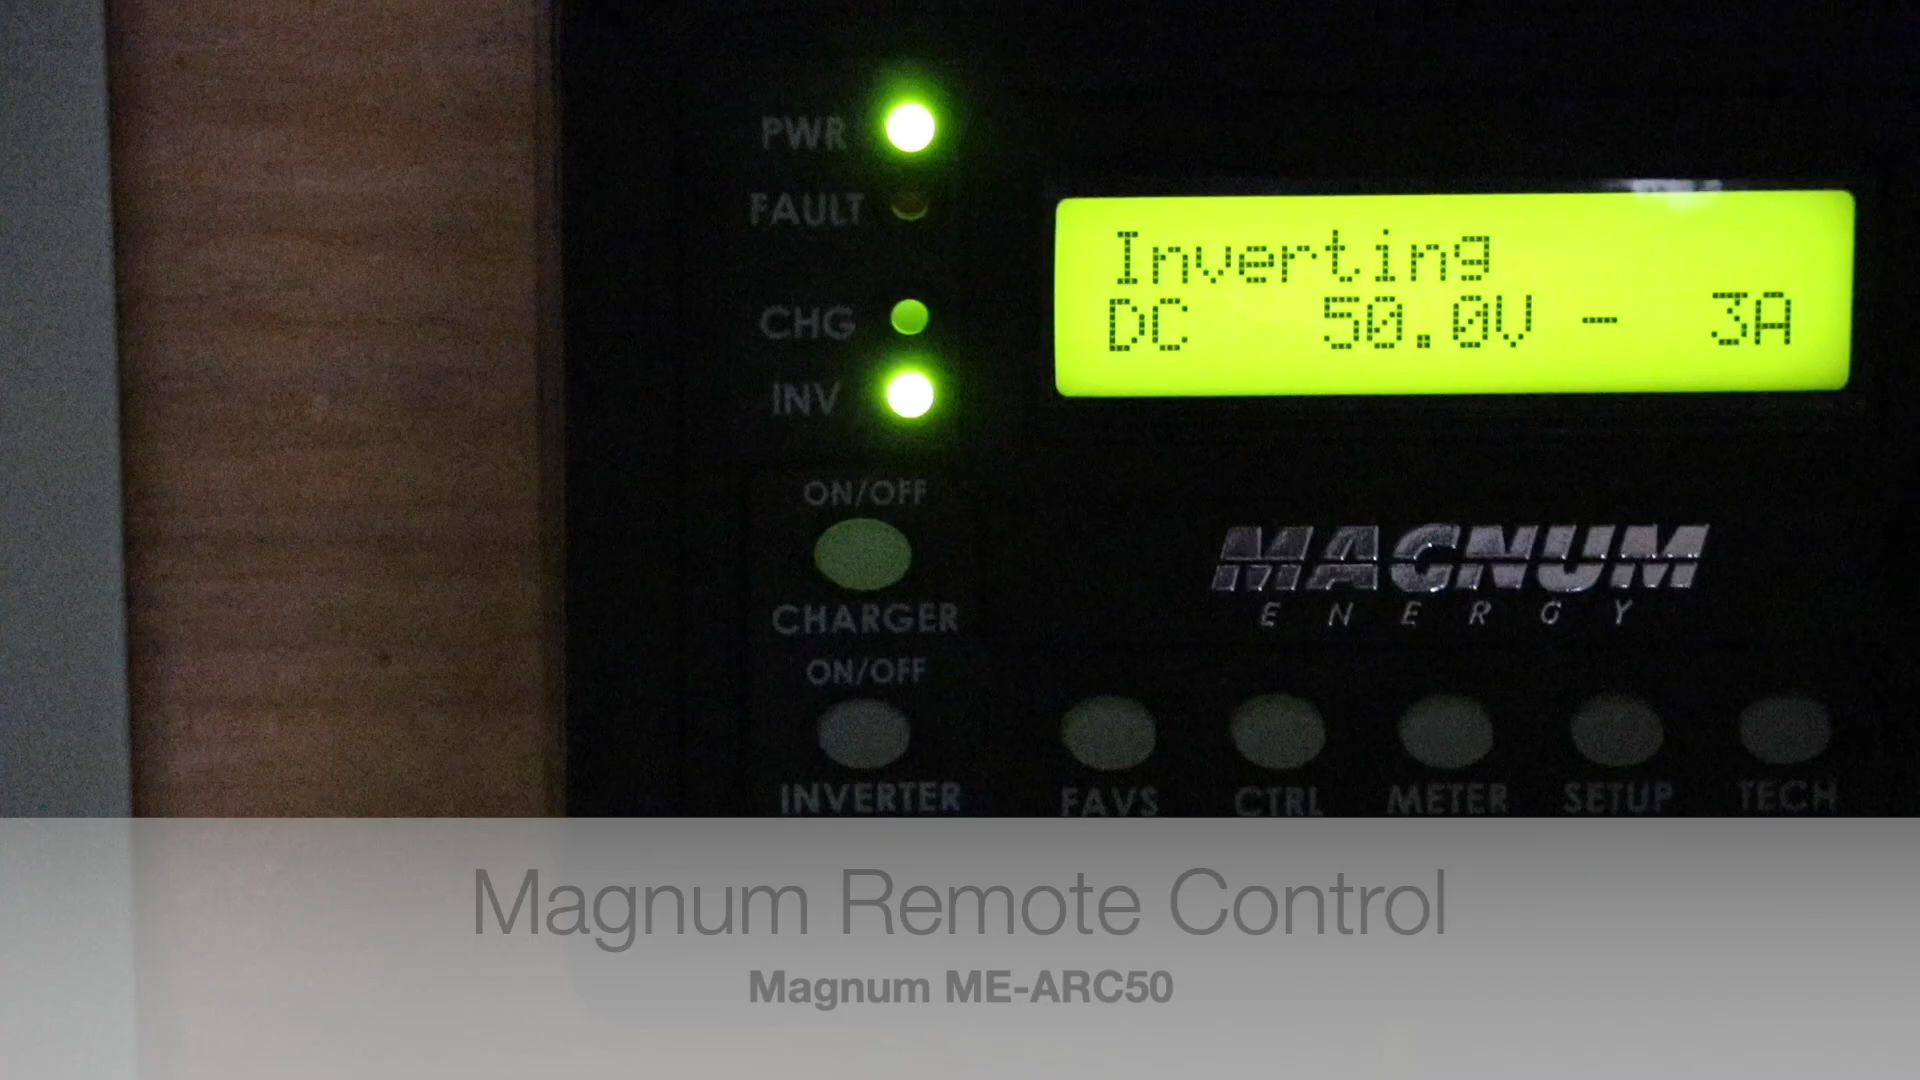 PWR
FAULT
CHG
INV
Inverting
DC 50.0V - 3A
ON/OFF
CHARGER
MAGNUM
ENERGY
ON/OFF
INVERTER
FAVS
CTRL
METER
SETUP
TECH
Magnum Remote Control
Magnum ME-ARC50